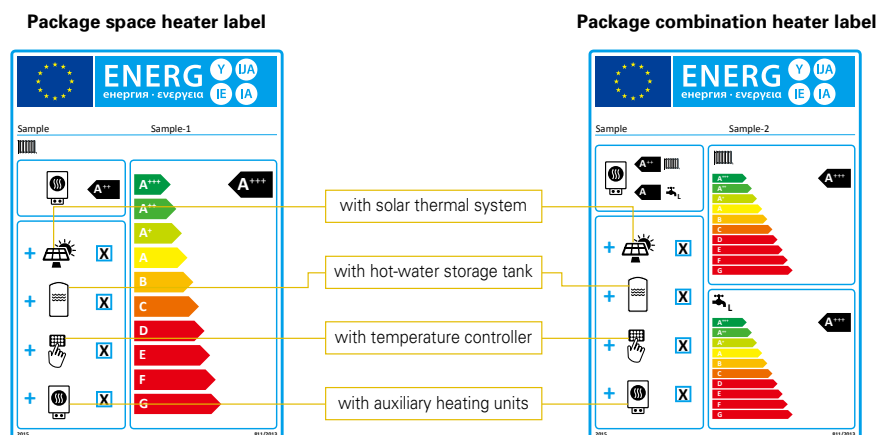 Package space heater label
Package combination heater label
ENERG Y IJA
енергия · ενεργεια IE IA
Sample Sample-1
A++
A+++
A+++
A++
A+
A
B
C
D
E
F
G
+ X
+ X
+ X
+ X
2015 811/2013
with solar thermal system
with hot-water storage tank
with temperature controller
with auxiliary heating units
ENERG Y IJA
енергия · ενεργεια IE IA
Sample Sample-2
A++
A L
A+++
A+++
A++
A+
A
B
C
D
E
F
G
+ X
+ X
+ X
+ X
L
A+++
A+++
A++
A+
A
B
C
D
E
F
G
2015 811/2013